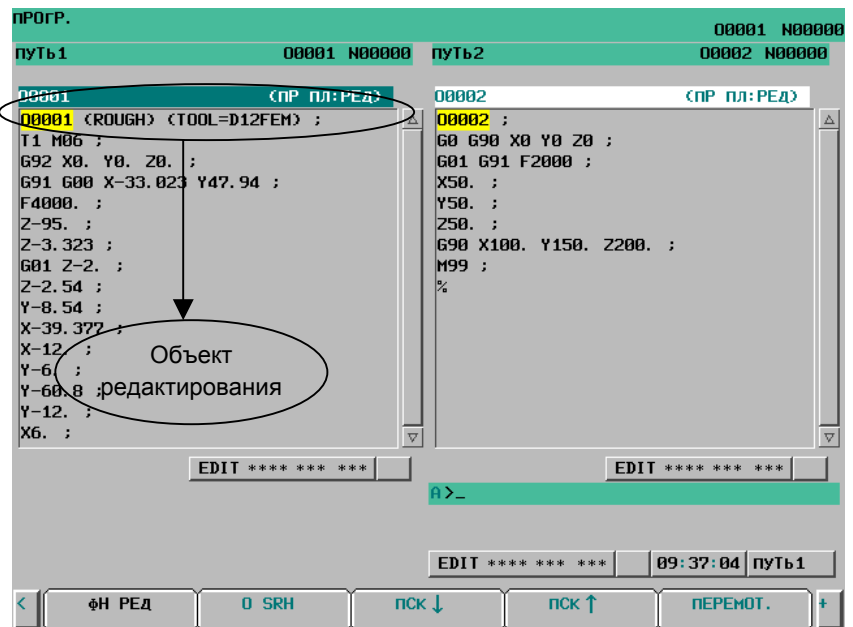 ПРОГР.
O0001 N00000
ПУТЬ1 O0001 N00000 ПУТЬ2 O0002 N00000
O0001 (ПР ПЛ:РЕД)
O0001 (ROUGH) (TOOL=D12FEM) ;
T1 M06 ;
G92 X0. Y0. Z0. ;
G91 G00 X-33.023 Y47.94 ;
F4000. ;
Z-95. ;
Z-3.323 ;
G01 Z-2. ;
Z-2.54 ;
Y-8.54 ;
X-39.377 ;
X-12. ;
Y-6. ;
Y-60.8 ;
Y-12. ;
X6. ;
Объект
редактирования
EDIT **** *** ***
O0002 (ПР ПЛ:РЕД)
O0002 ;
G0 G90 X0 Y0 Z0 ;
G01 G91 F2000 ;
X50. ;
Y50. ;
Z50. ;
G90 X100. Y150. Z200. ;
M99 ;
%
EDIT **** *** ***
A>_
EDIT **** *** *** 09:37:04 ПУТЬ1
< ФН РЕД O SRH ПСК↓ ПСК↑ ПЕРЕМОТ. +